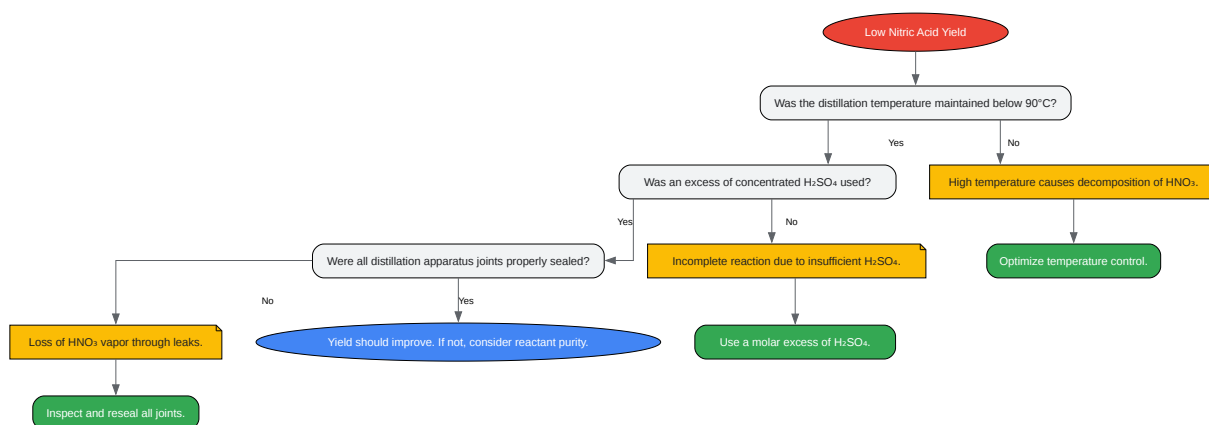 Low Nitric Acid Yield
Was the distillation temperature maintained below 90°C?
Yes
No
Was an excess of concentrated H₂SO₄ used?
High temperature causes decomposition of HNO₃.
Yes
No
Were all distillation apparatus joints properly sealed?
Incomplete reaction due to insufficient H₂SO₄.
Optimize temperature control.
No
Yes
Loss of HNO₃ vapor through leaks.
Yield should improve. If not, consider reactant purity.
Use a molar excess of H₂SO₄.
Inspect and reseal all joints.